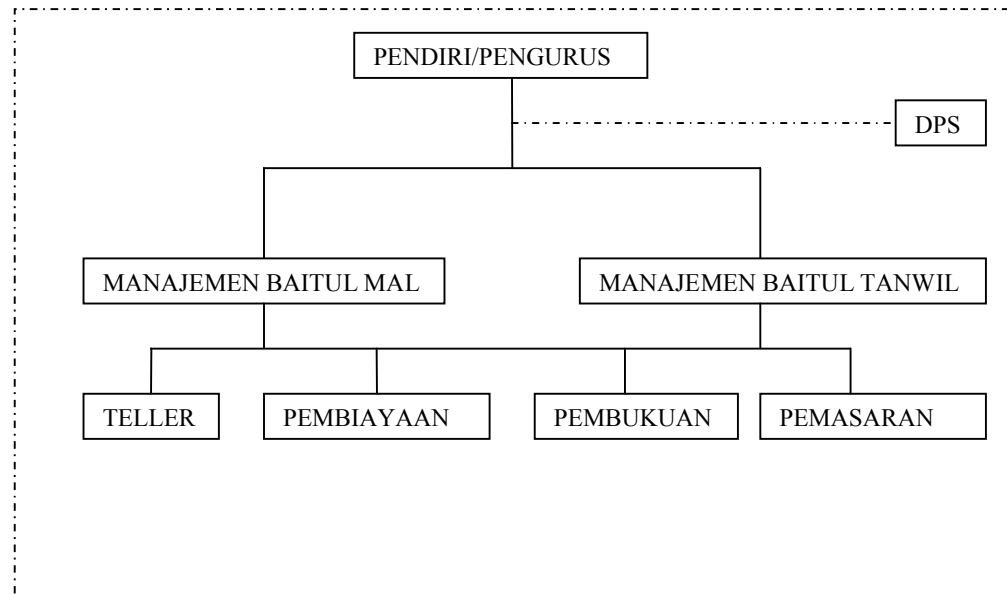 PENDIRI/PENGURUS
DPS
MANAJEMEN BAITUL MAL
MANAJEMEN BAITUL TANWIL
TELLER
PEMBIAYAAN
PEMBUKUAN
PEMASARAN